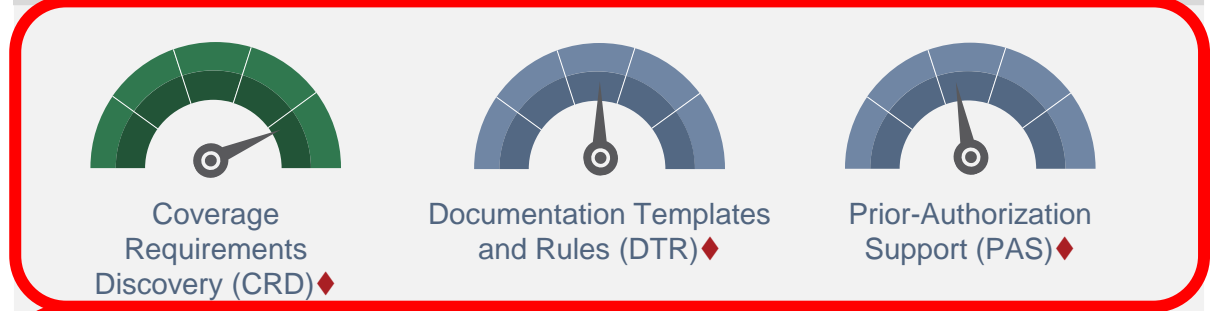 Coverage
Requirements
Discovery (CRD)♦
Documentation Templates
and Rules (DTR)♦
Prior-Authorization
Support (PAS)♦